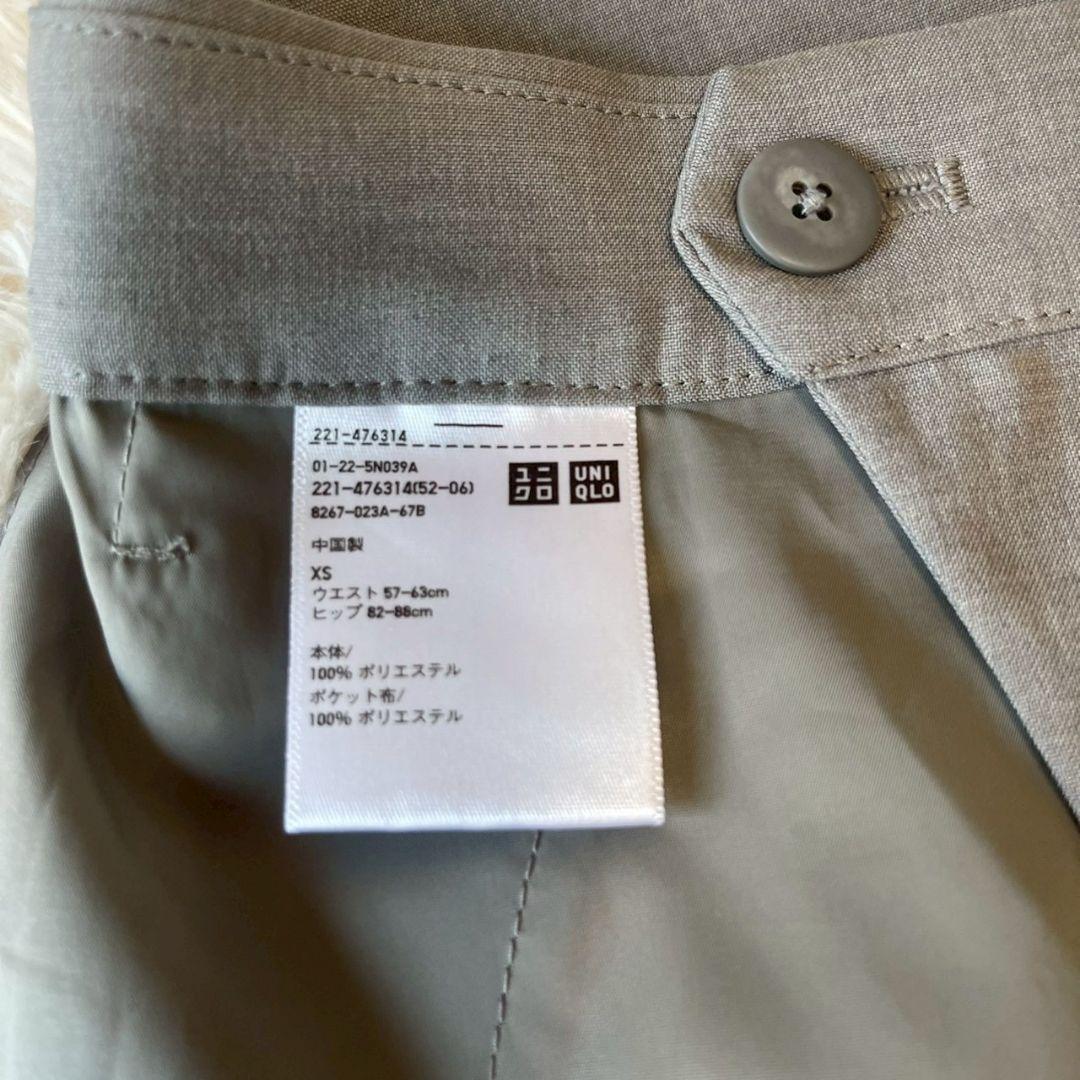 221-476314
01-22-5N039A
221-476314(52-06)
8267-023A-67B
ユニ
クロ
UNI
QLO
中国製
XS
ウエスト 57-63cm
ヒップ 82-88cm
本体/
100% ポリエステル
ポケット布/
100% ポリエステル